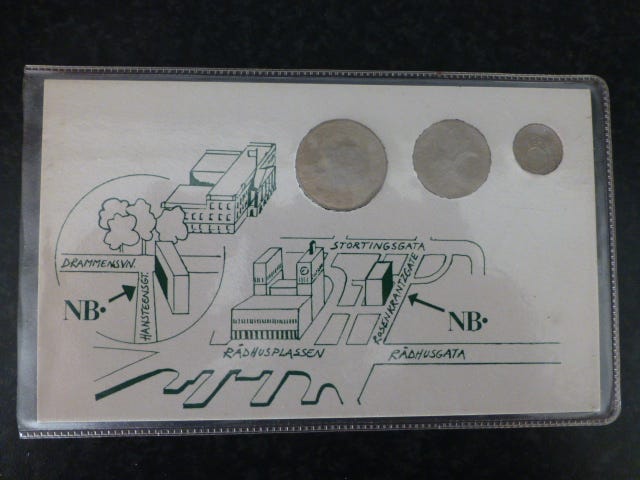 STORTINGSGATA
DRAMMENSVN.
NB·
HANSTEENSGT.
ROSENKRANTZGATE
NB·
RÅDHUSPLASSEN
RÅDHUSGATA